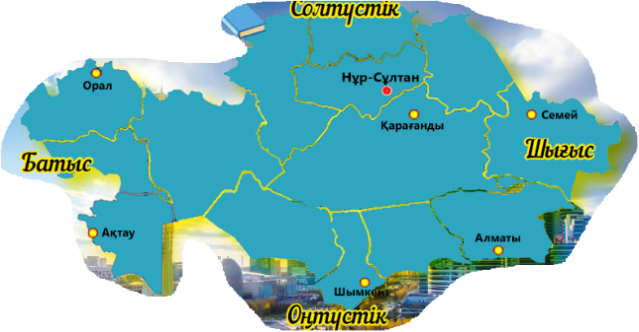 Солтүстік
Нұр-Сұлтан
Орал
Қарағанды
Семей
Батыс
Шығыс
Ақтау
Алматы
Шымкент
Оңтүстік